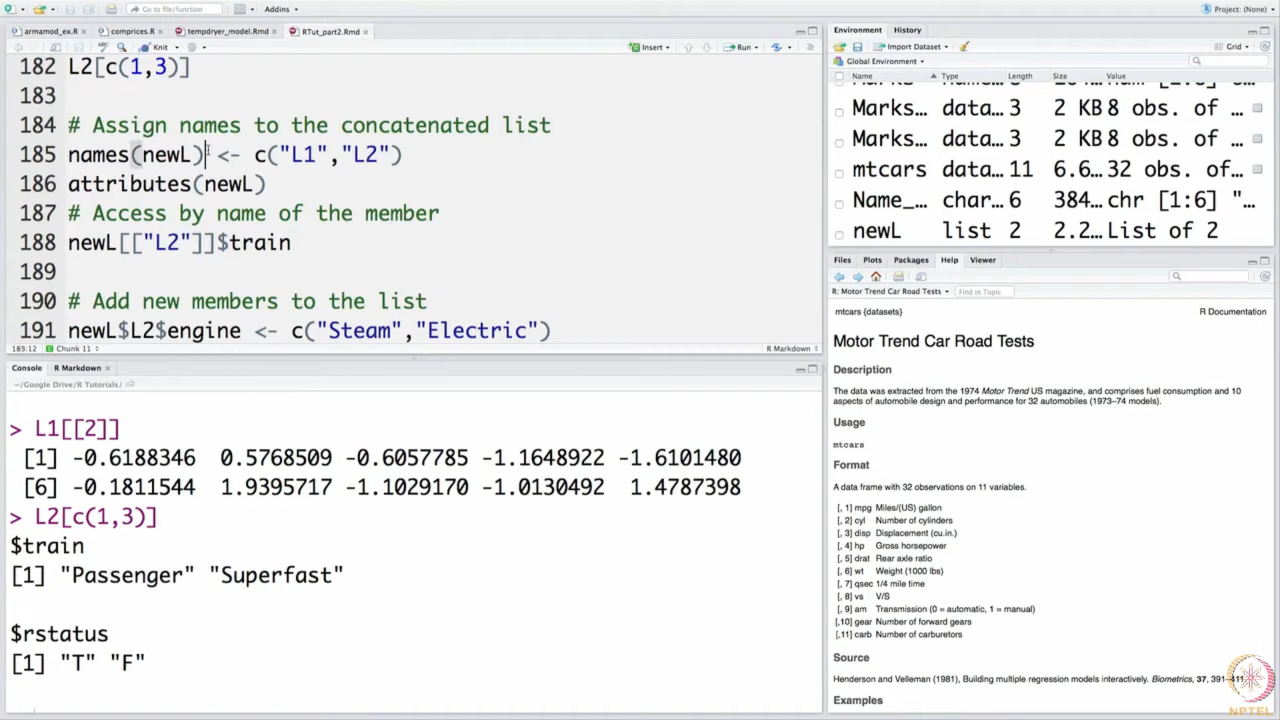 Go to file/function
Addins
Project: (None)
armamod_ex.R
comprices.R
tempdryer_model.Rmd
RTut_part2.Rmd
Knit
Insert
Run
182 L2[c(1,3)]
183
184 # Assign names to the concatenated list
185 names(newL) <- c("L1","L2")
186 attributes(newL)
187 # Access by name of the member
188 newL[["L2"]]$train
189
190 # Add new members to the list
191 newL$L2$engine <- c("Steam","Electric")
185:12 Chunk 11
R Markdown
Console R Markdown
~/Google Drive/R Tutorials/
> L1[[2]]
[1] -0.6188346 0.5768509 -0.6057785 -1.1648922 -1.6101480
[6] -0.1811544 1.9395717 -1.1029170 -1.0130492 1.4787398
> L2[c(1,3)]
$train
[1] "Passenger" "Superfast"
$rstatus
[1] "T" "F"
Environment History
Import Dataset
Grid
Global Environment
Name Type Length Size Value
Marks... data... 3 2 KB 8 obs. of
Marks... data... 3 2 KB 8 obs. of
mtcars data... 11 6.6... 32 obs. of...
Name_... char... 6 384... chr [1:6] "...
newL list 2 2.2... List of 2
Files Plots Packages Help Viewer
R: Motor Trend Car Road Tests
Find in Topic
mtcars {datasets}
R Documentation
Motor Trend Car Road Tests
Description
The data was extracted from the 1974 Motor Trend US magazine, and comprises fuel consumption and 10
aspects of automobile design and performance for 32 automobiles (1973–74 models).
Usage
mtcars
Format
A data frame with 32 observations on 11 variables.
[, 1] mpg Miles/(US) gallon
[, 2] cyl Number of cylinders
[, 3] disp Displacement (cu.in.)
[, 4] hp Gross horsepower
[, 5] drat Rear axle ratio
[, 6] wt Weight (1000 lbs)
[, 7] qsec 1/4 mile time
[, 8] vs V/S
[, 9] am Transmission (0 = automatic, 1 = manual)
[,10] gear Number of forward gears
[,11] carb Number of carburetors
Source
Henderson and Velleman (1981), Building multiple regression models interactively. Biometrics, 37, 391–411.
Examples
NPTEL